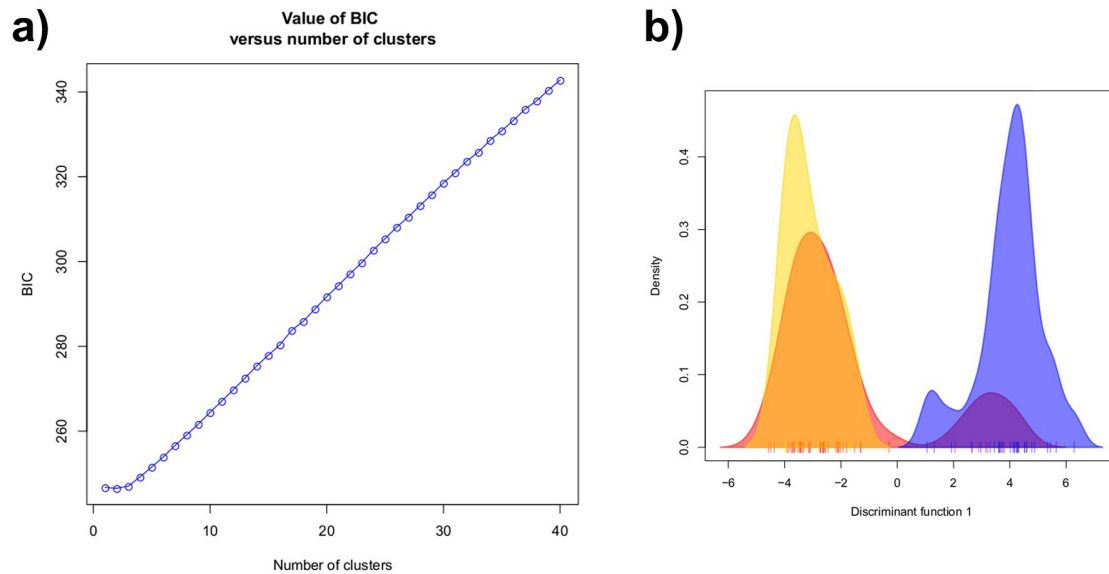 a)
Value of BIC
versus number of clusters
BIC
340
320
300
280
260
0 10 20 30 40
Number of clusters
b)
Density
0.4
0.3
0.2
0.1
0.0
−6 −4 −2 0 2 4 6
Discriminant function 1